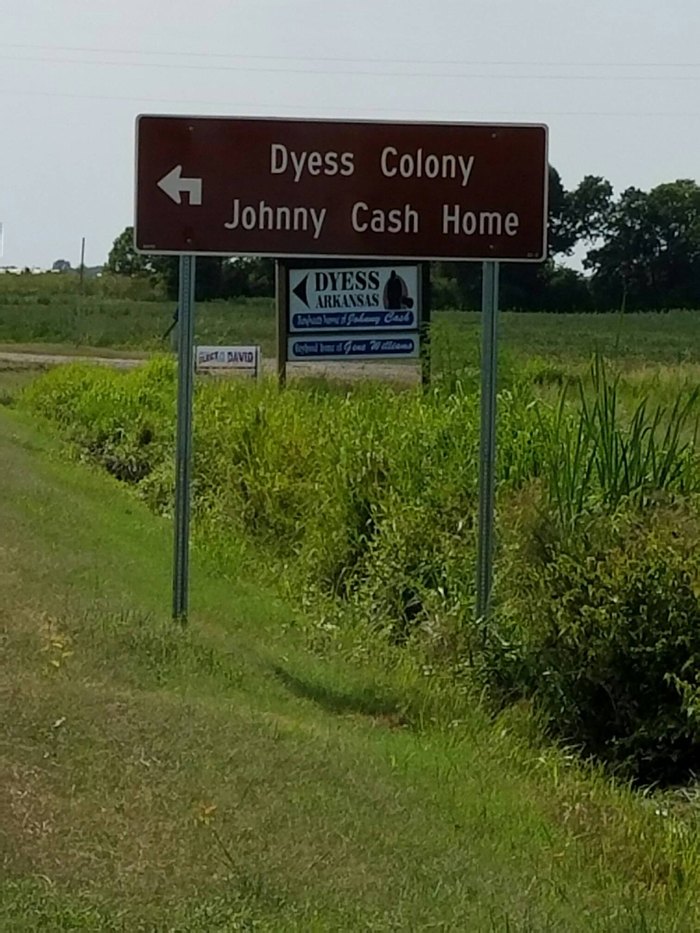 Dyess Colony
Johnny Cash Home
DYESS
ARKANSAS
Boyhood home of Johnny Cash
Boyhood home of Gene Williams
DAVID